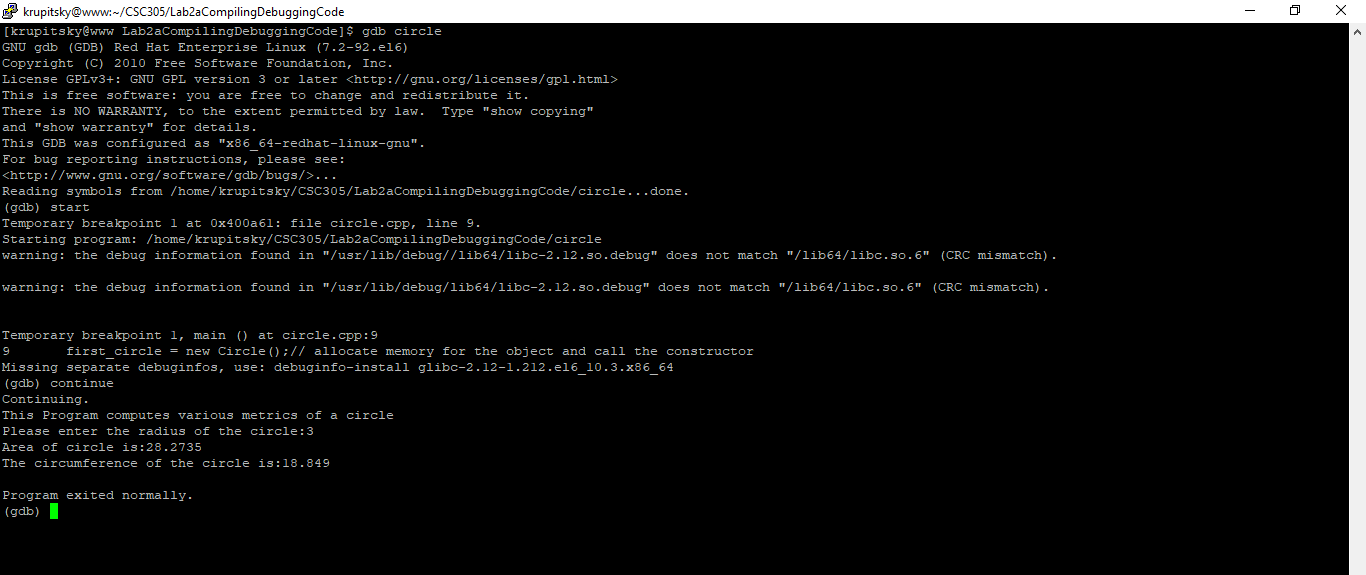 krupitsky@www:~/CSC305/Lab2aCompilingDebuggingCode
[krupitsky@www Lab2aCompilingDebuggingCode]$ gdb circle
GNU gdb (GDB) Red Hat Enterprise Linux (7.2-92.el6)
Copyright (C) 2010 Free Software Foundation, Inc.
License GPLv3+: GNU GPL version 3 or later <http://gnu.org/licenses/gpl.html>
This is free software: you are free to change and redistribute it.
There is NO WARRANTY, to the extent permitted by law.  Type "show copying"
and "show warranty" for details.
This GDB was configured as "x86_64-redhat-linux-gnu".
For bug reporting instructions, please see:
<http://www.gnu.org/software/gdb/bugs/>...
Reading symbols from /home/krupitsky/CSC305/Lab2aCompilingDebuggingCode/circle...done.
(gdb) start
Temporary breakpoint 1 at 0x400a61: file circle.cpp, line 9.
Starting program: /home/krupitsky/CSC305/Lab2aCompilingDebuggingCode/circle
warning: the debug information found in "/usr/lib/debug//lib64/libc-2.12.so.debug" does not match "/lib64/libc.so.6" (CRC mismatch).
warning: the debug information found in "/usr/lib/debug/lib64/libc-2.12.so.debug" does not match "/lib64/libc.so.6" (CRC mismatch).
Temporary breakpoint 1, main () at circle.cpp:9
9       first_circle = new Circle();// allocate memory for the object and call the constructor
Missing separate debuginfos, use: debuginfo-install glibc-2.12-1.212.el6_10.3.x86_64
(gdb) continue
Continuing.
This Program computes various metrics of a circle
Please enter the radius of the circle:3
Area of circle is:28.2735
The circumference of the circle is:18.849
Program exited normally.
(gdb)